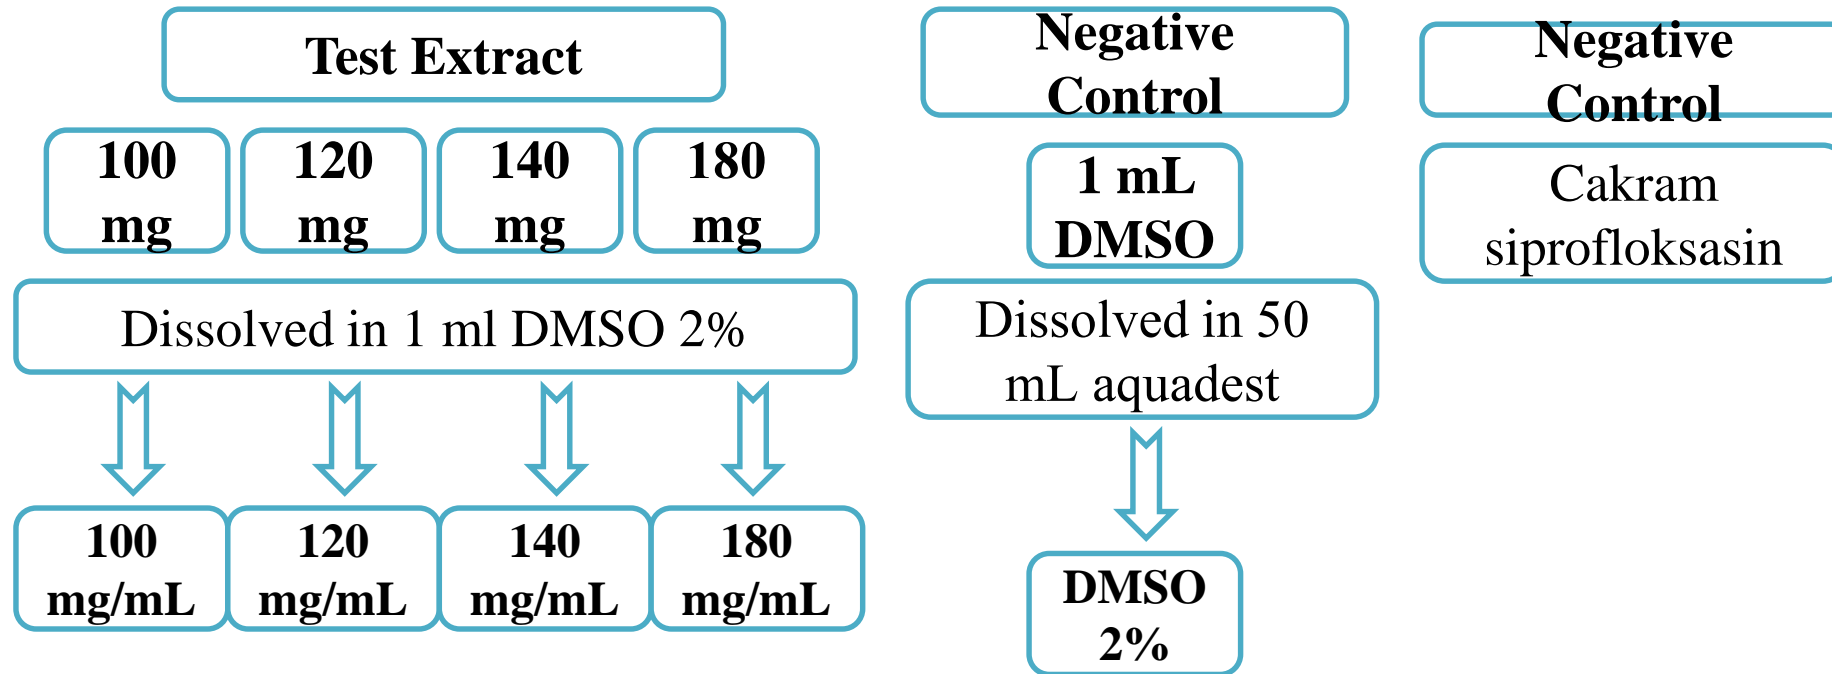 Test Extract
100
mg
120
mg
140
mg
180
mg
Dissolved in 1 ml DMSO 2%
100
mg/mL
120
mg/mL
140
mg/mL
180
mg/mL
Negative
Control
1 mL
DMSO
Dissolved in 50
mL aquadest
DMSO
2%
Negative
Control
Cakram
siprofloksasin